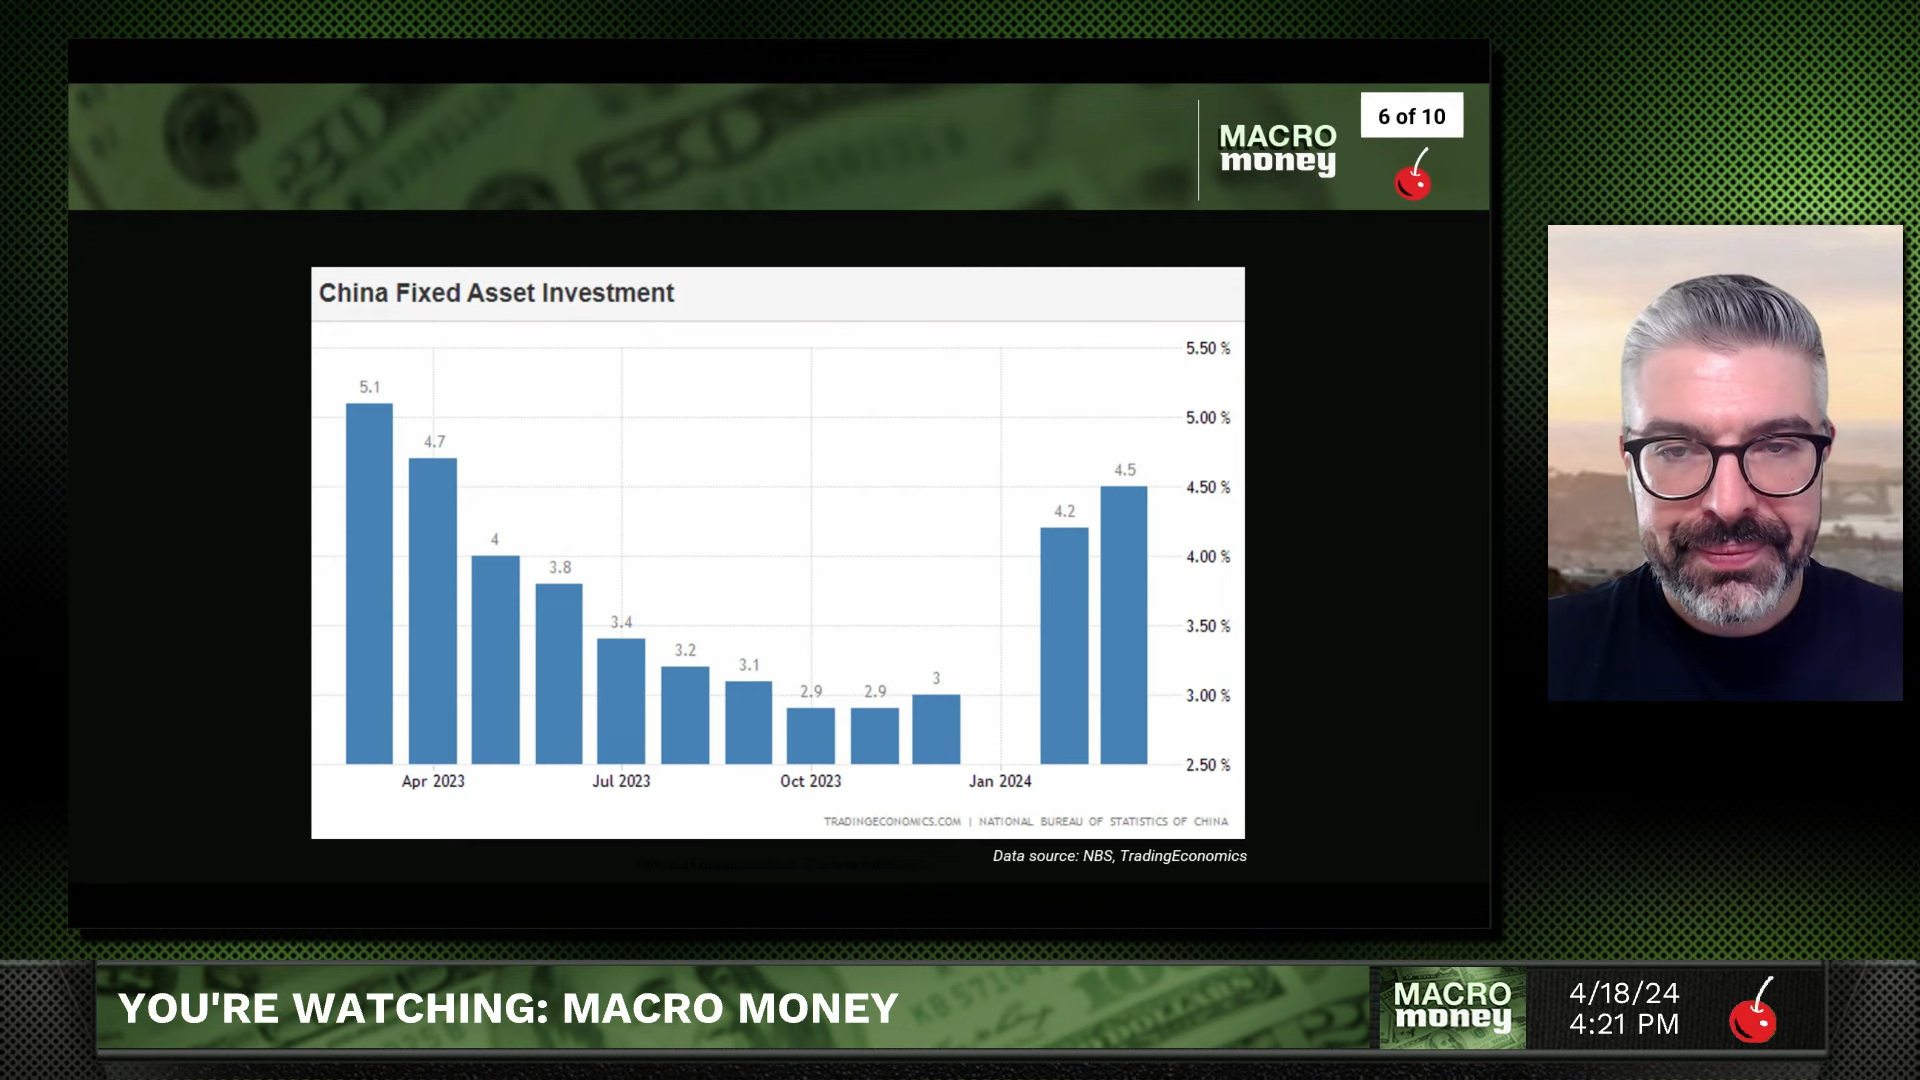 6 of 10
MACRO
money
China Fixed Asset Investment
5.50 %
5.00 %
4.50 %
4.00 %
3.50 %
3.00 %
2.50 %
5.1
4.7
4
3.8
3.4
3.2
3.1
2.9
2.9
3
4.2
4.5
Apr 2023
Jul 2023
Oct 2023
Jan 2024
TRADINGECONOMICS.COM | NATIONAL BUREAU OF STATISTICS OF CHINA
Data source: NBS, TradingEconomics
YOU'RE WATCHING: MACRO MONEY
MACRO
money
4/18/24
4:21 PM